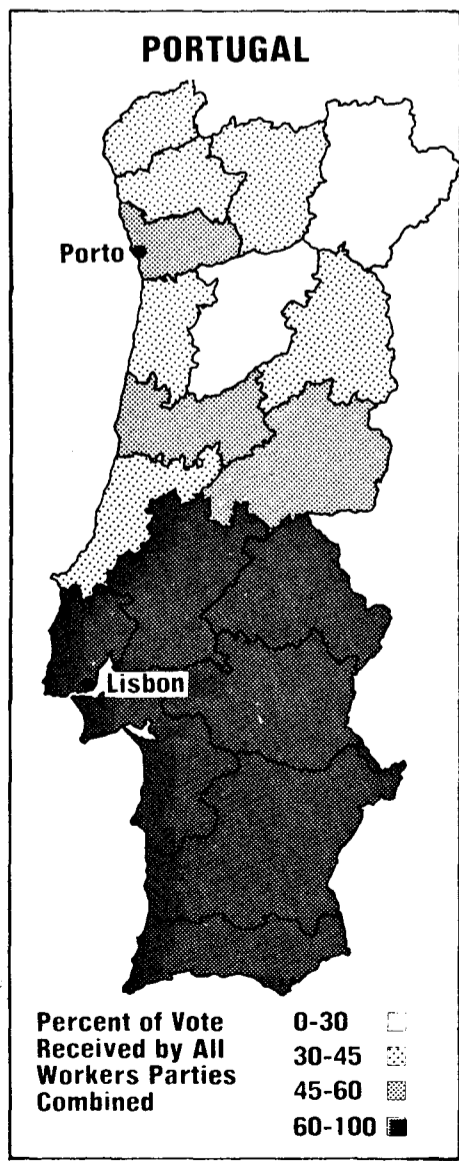 PORTUGAL
Porto
Lisbon
Percent of Vote
Received by All
Workers Parties
Combined
0-30
30-45
45-60
60-100